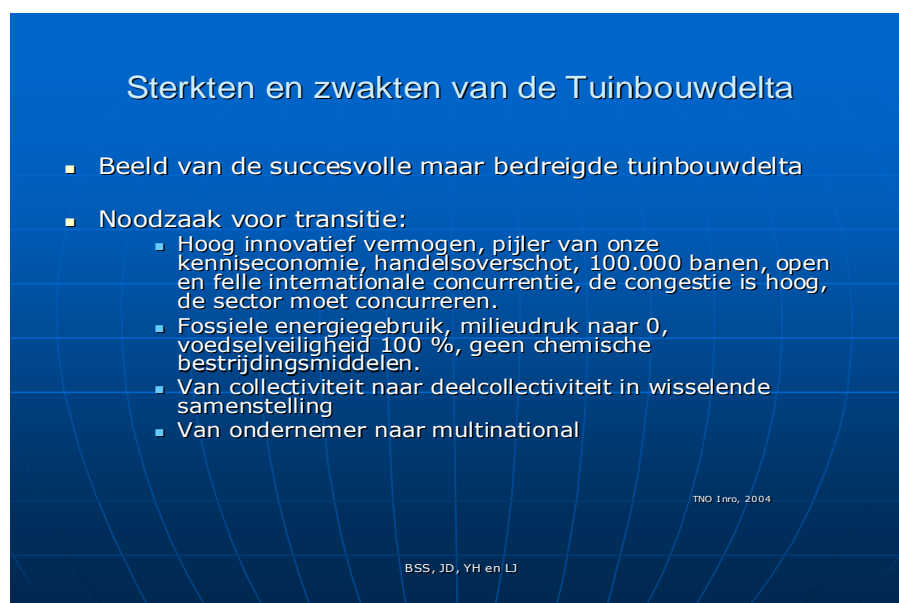 Sterkten en zwakten van de Tuinbouwdelta
Beeld van de succesvolle maar bedreigde tuinbouwdelta
Noodzaak voor transitie:
Hoog innovatief vermogen, pijler van onze
kenniseconomie, handelsoverschot, 100.000 banen, open
en felle internationale concurrentie, de congestie is hoog,
de sector moet concurreren.
Fossiele energiegebruik, milieudruk naar 0,
voedselveiligheid 100 %, geen chemische
bestrijdingsmiddelen.
Van collectiviteit naar deelcollectiviteit in wisselende
samenstelling
Van ondernemer naar multinational
TNO Inro, 2004
BSS, JD, YH en LJ